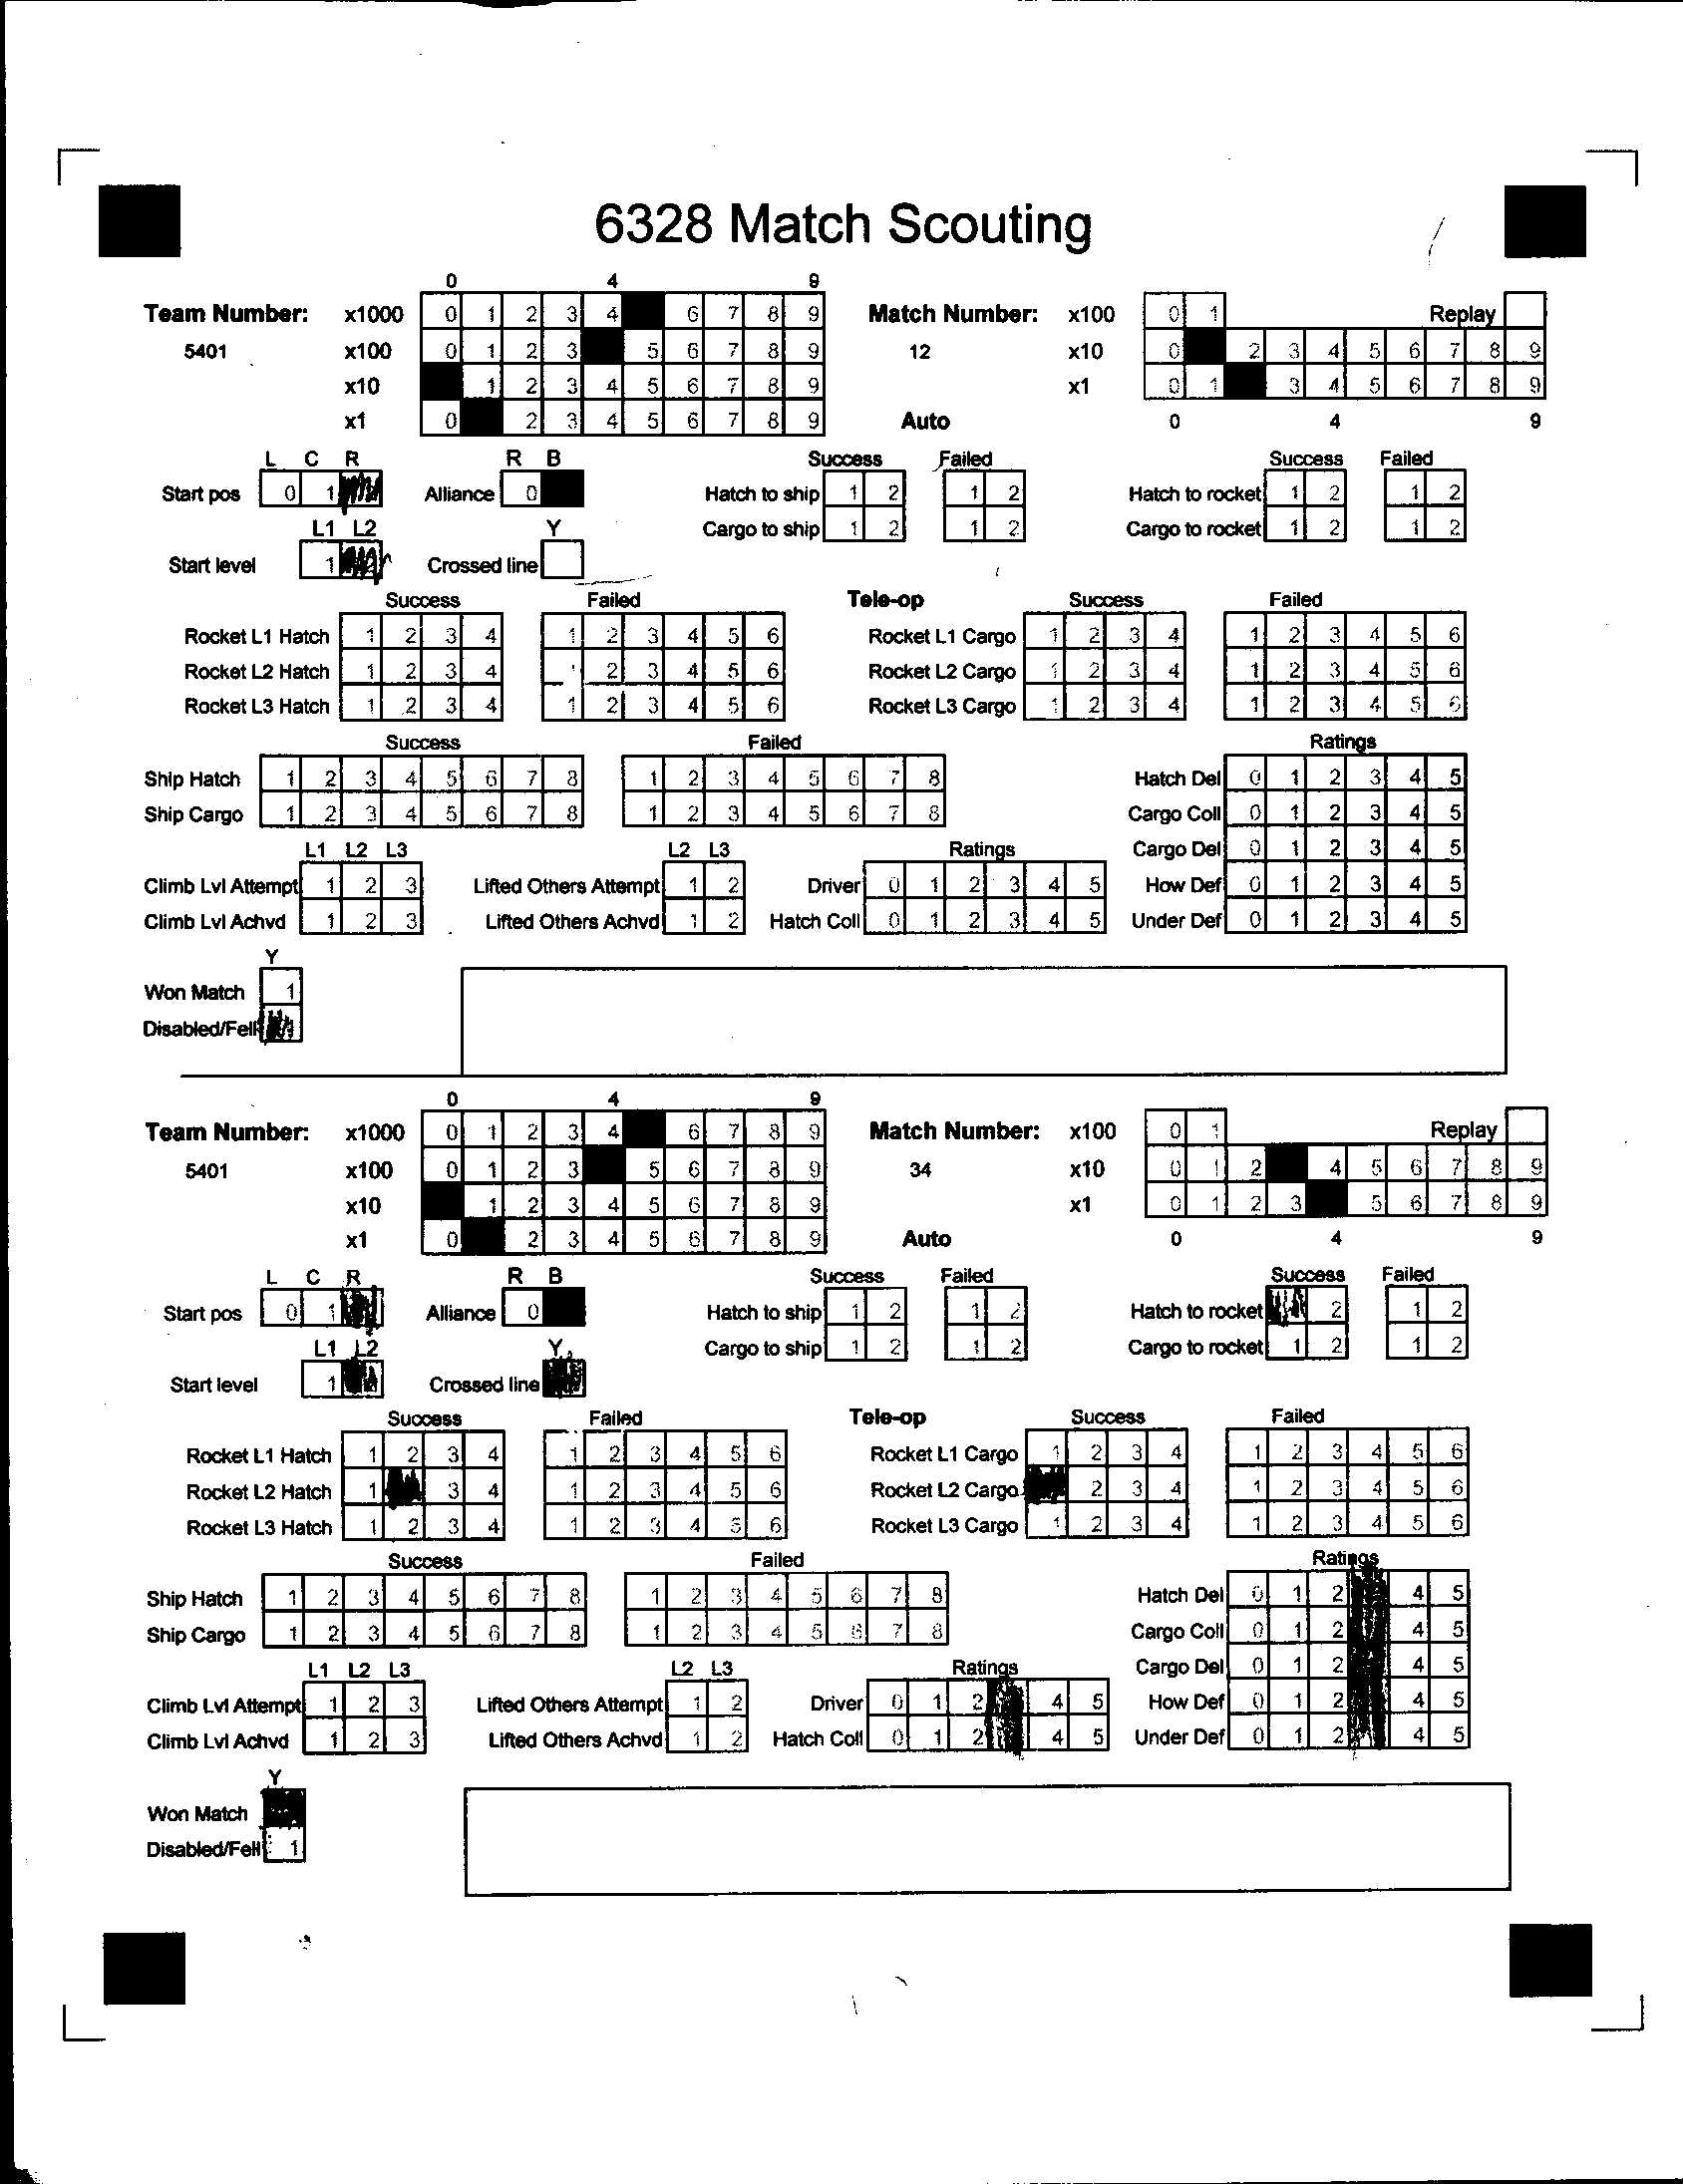 6328 Match Scouting
0 4 9
Team Number: x1000 0 1 2 3 4 6 7 8 9 Match Number: x100 0 1 Replay
5401 x100 0 1 2 3 5 6 7 8 9 12 x10 0 2 3 4 5 6 7 8 9
x10 1 2 3 4 5 6 7 8 9 x1 0 1 3 4 5 6 7 8 9
x1 0 2 3 4 5 6 7 8 9 Auto 0 4 9
L C R R B Success Failed Success Failed
Start pos 0 1 Alliance 0 Hatch to ship 1 2 1 2 Hatch to rocket 1 2 1 2
L1 L2 Y Cargo to ship 1 2 1 2 Cargo to rocket 1 2 1 2
Start level 1 Crossed line
Success Failed Tele-op Success Failed
Rocket L1 Hatch 1 2 3 4 1 2 3 4 5 6 Rocket L1 Cargo 1 2 3 4 1 2 3 4 5 6
Rocket L2 Hatch 1 2 3 4 2 3 4 5 6 Rocket L2 Cargo 1 2 3 4 1 2 3 4 5 6
Rocket L3 Hatch 1 2 3 4 1 2 3 4 5 6 Rocket L3 Cargo 1 2 3 4 1 2 3 4 5 6
Success Failed Ratings
Ship Hatch 1 2 3 4 5 6 7 8 1 2 3 4 5 6 7 8 Hatch Del 0 1 2 3 4 5
Ship Cargo 1 2 3 4 5 6 7 8 1 2 3 4 5 6 7 8 Cargo Coll 0 1 2 3 4 5
L1 L2 L3 L2 L3 Ratings Cargo Del 0 1 2 3 4 5
Climb Lvl Attempt 1 2 3 Lifted Others Attempt 1 2 Driver 0 1 2 3 4 5 How Def 0 1 2 3 4 5
Climb Lvl Achvd 1 2 3 Lifted Others Achvd 1 2 Hatch Coll 0 1 2 3 4 5 Under Def 0 1 2 3 4 5
Y
Won Match 1
Disabled/Fell
0 4 9
Team Number: x1000 0 1 2 3 4 6 7 8 9 Match Number: x100 0 1 Replay
5401 x100 0 1 2 3 5 6 7 8 9 34 x10 0 1 2 4 5 6 7 8 9
x10 1 2 3 4 5 6 7 8 9 x1 0 1 2 3 5 6 7 8 9
x1 0 2 3 4 5 6 7 8 9 Auto 0 4 9
L C R R B Success Failed Success Failed
Start pos 0 1 Alliance 0 Hatch to ship 1 2 1 2 Hatch to rocket 2 1 2
L1 L2 Y Cargo to ship 1 2 1 2 Cargo to rocket 1 2 1 2
Start level 1 Crossed line
Success Failed Tele-op Success Failed
Rocket L1 Hatch 1 2 3 4 1 2 3 4 5 6 Rocket L1 Cargo 1 2 3 4 1 2 3 4 5 6
Rocket L2 Hatch 1 3 4 1 2 3 4 5 6 Rocket L2 Cargo 2 3 4 1 2 3 4 5 6
Rocket L3 Hatch 1 2 3 4 1 2 3 4 5 6 Rocket L3 Cargo 1 2 3 4 1 2 3 4 5 6
Success Failed Ratings
Ship Hatch 1 2 3 4 5 6 7 8 1 2 3 4 5 6 7 8 Hatch Del 0 1 2 4 5
Ship Cargo 1 2 3 4 5 6 7 8 1 2 3 4 5 6 7 8 Cargo Coll 0 1 2 4 5
L1 L2 L3 L2 L3 Ratings Cargo Del 0 1 2 4 5
Climb Lvl Attempt 1 2 3 Lifted Others Attempt 1 2 Driver 0 1 2 4 5 How Def 0 1 2 4 5
Climb Lvl Achvd 1 2 3 Lifted Others Achvd 1 2 Hatch Coll 0 1 2 4 5 Under Def 0 1 2 4 5
Y
Won Match
Disabled/Fell 1